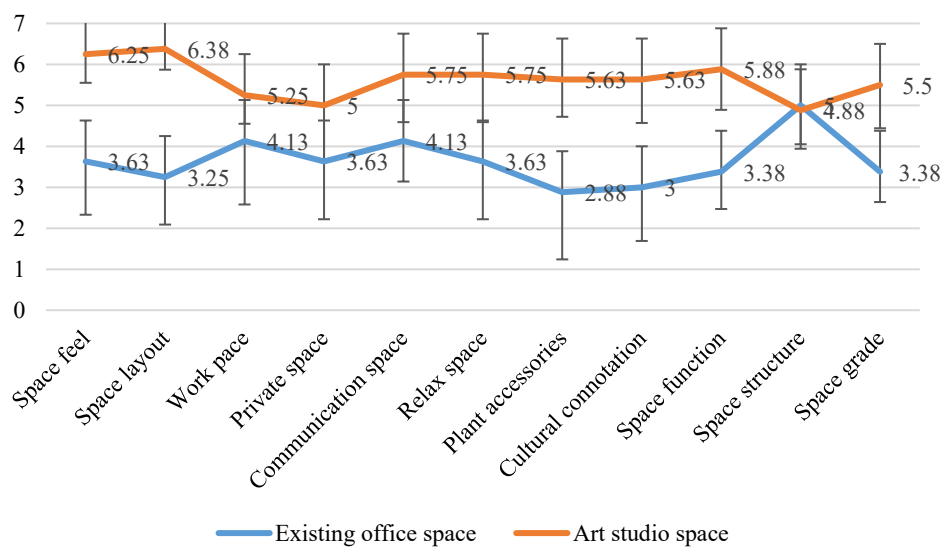 7
6
5
4
3
2
1
0
6.25
6.38
5.25
5
5.75
5.75
5.63
5.63
5.88
4.88
5.5
3.63
3.25
4.13
3.63
4.13
3.63
2.88
3
3.38
5
3.38
Space feel
Space layout
Work pace
Private space
Communication space
Relax space
Plant accessories
Cultural connotation
Space function
Space structure
Space grade
Existing office space
Art studio space